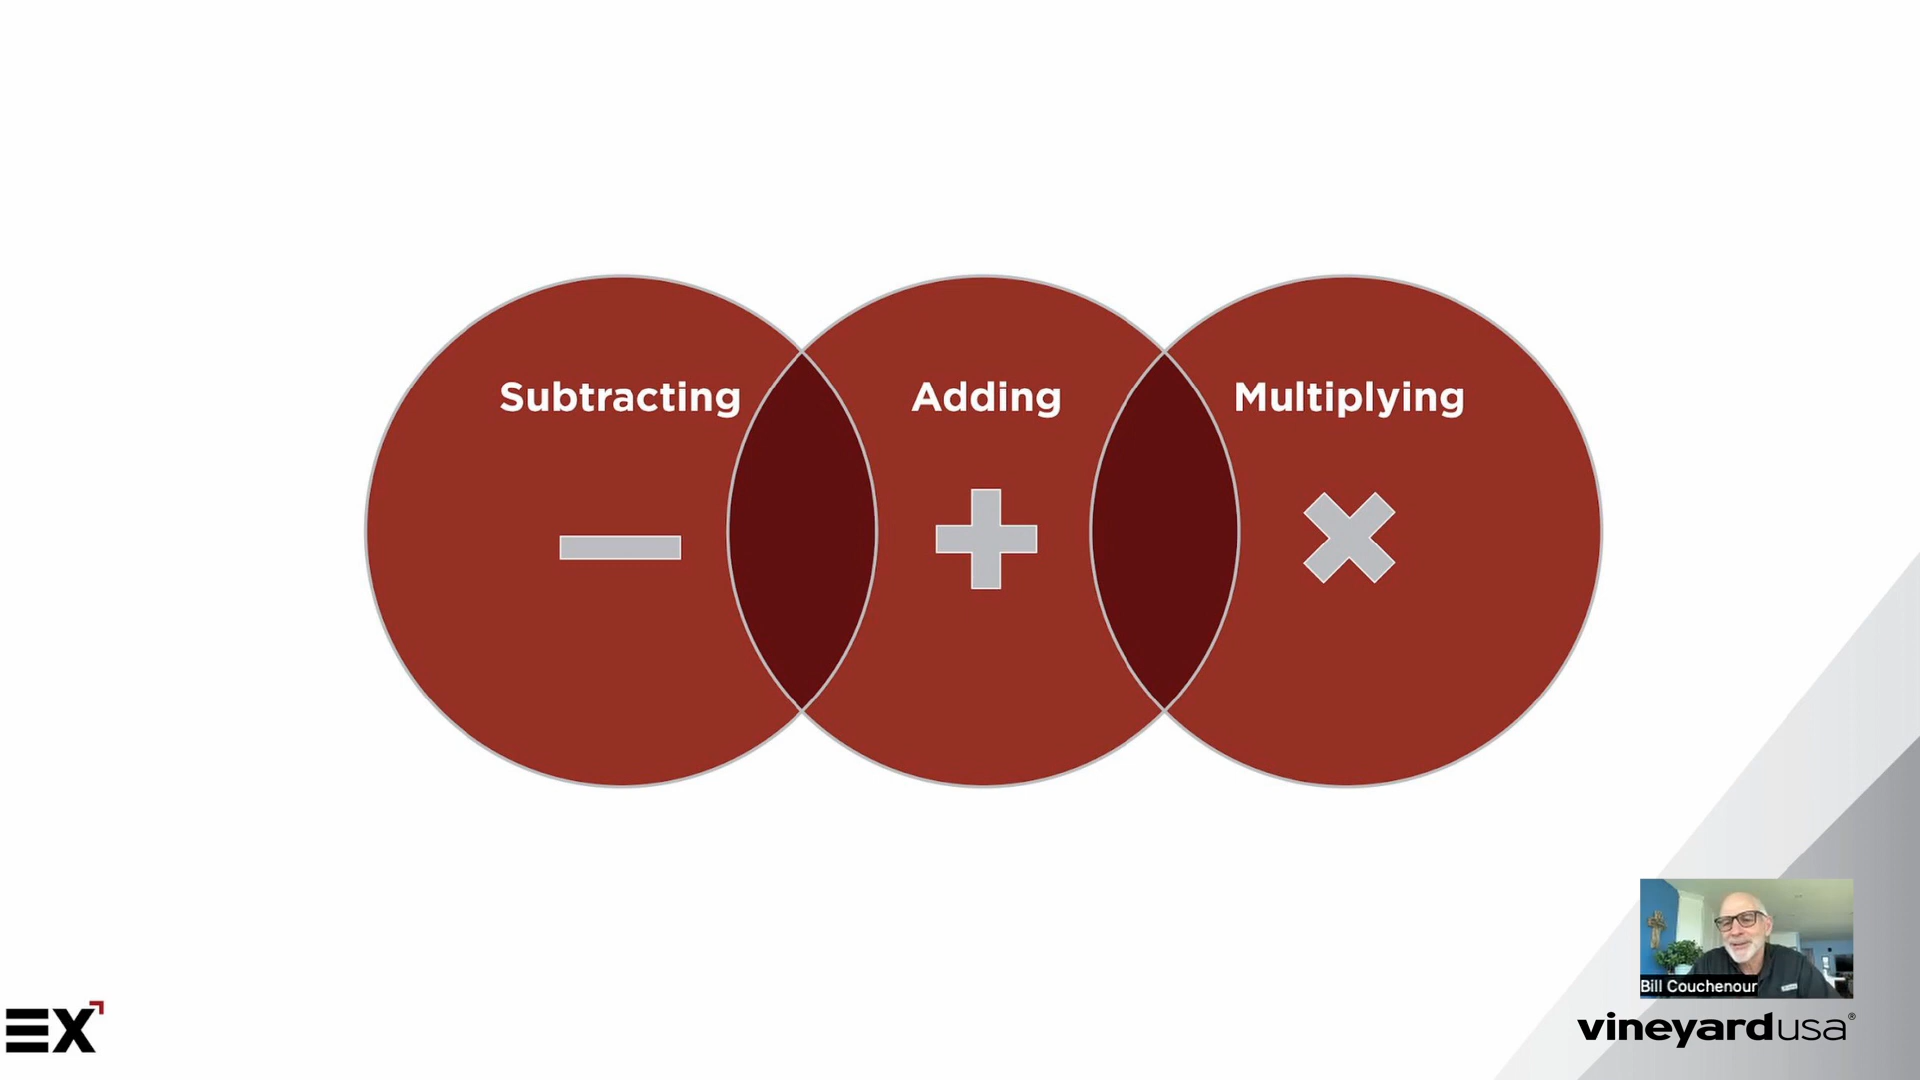 Subtracting
Adding
Multiplying
Bill Couchenour
EX
vineyardusa®